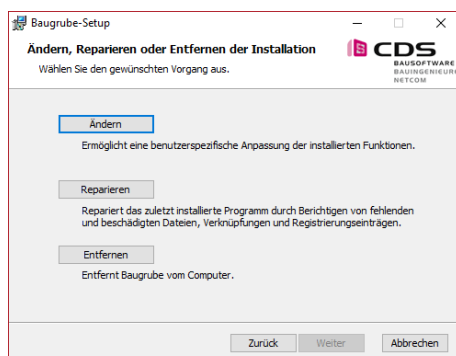 Baugrube-Setup
Ändern, Reparieren oder Entfernen der Installation
Wählen Sie den gewünschten Vorgang aus.
CDS
BAUSOFTWARE
BAUINGENIEURE
NETCOM
Ändern
Ermöglicht eine benutzerspezifische Anpassung der installierten Funktionen.
Reparieren
Repariert das zuletzt installierte Programm durch Berichtigen von fehlenden
und beschädigten Dateien, Verknüpfungen und Registrierungseinträgen.
Entfernen
Entfernt Baugrube vom Computer.
Zurück
Weiter
Abbrechen